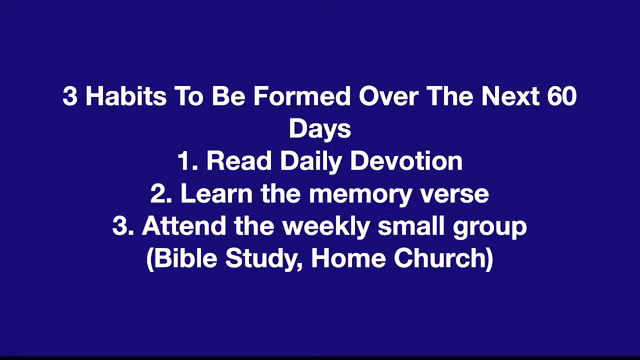 3 Habits To Be Formed Over The Next 60
Days
1. Read Daily Devotion
2. Learn the memory verse
3. Attend the weekly small group
(Bible Study, Home Church)